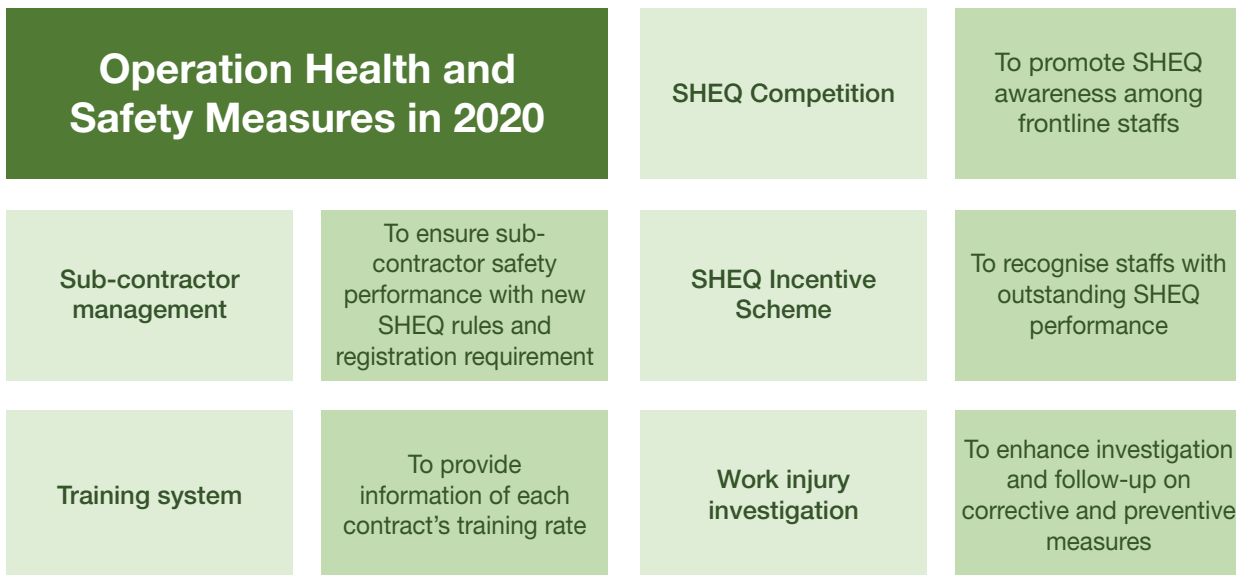 Operation Health and
Safety Measures in 2020
SHEQ Competition
To promote SHEQ
awareness among
frontline staffs
Sub-contractor
management
To ensure sub-
contractor safety
performance with new
SHEQ rules and
registration requirement
SHEQ Incentive
Scheme
To recognise staffs with
outstanding SHEQ
performance
Training system
To provide
information of each
contract’s training rate
Work injury
investigation
To enhance investigation
and follow-up on
corrective and preventive
measures